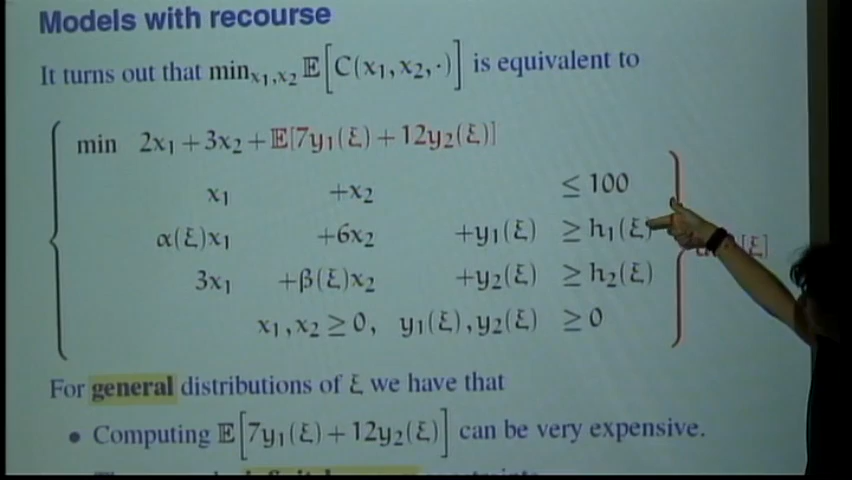 Models with recourse
It turns out that min_{x₁,x₂} 𝔼[C(x₁,x₂,·)] is equivalent to
min 2x₁+3x₂+𝔼[7y₁(ξ)+12y₂(ξ)]
x₁ +x₂ ≤ 100
α(ξ)x₁ +6x₂ +y₁(ξ) ≥ h₁(ξ)
[ξ]
3x₁ +β(ξ)x₂ +y₂(ξ) ≥ h₂(ξ)
x₁,x₂ ≥ 0, y₁(ξ),y₂(ξ) ≥ 0
For general distributions of ξ we have that
• Computing 𝔼[7y₁(ξ)+12y₂(ξ)] can be very expensive.